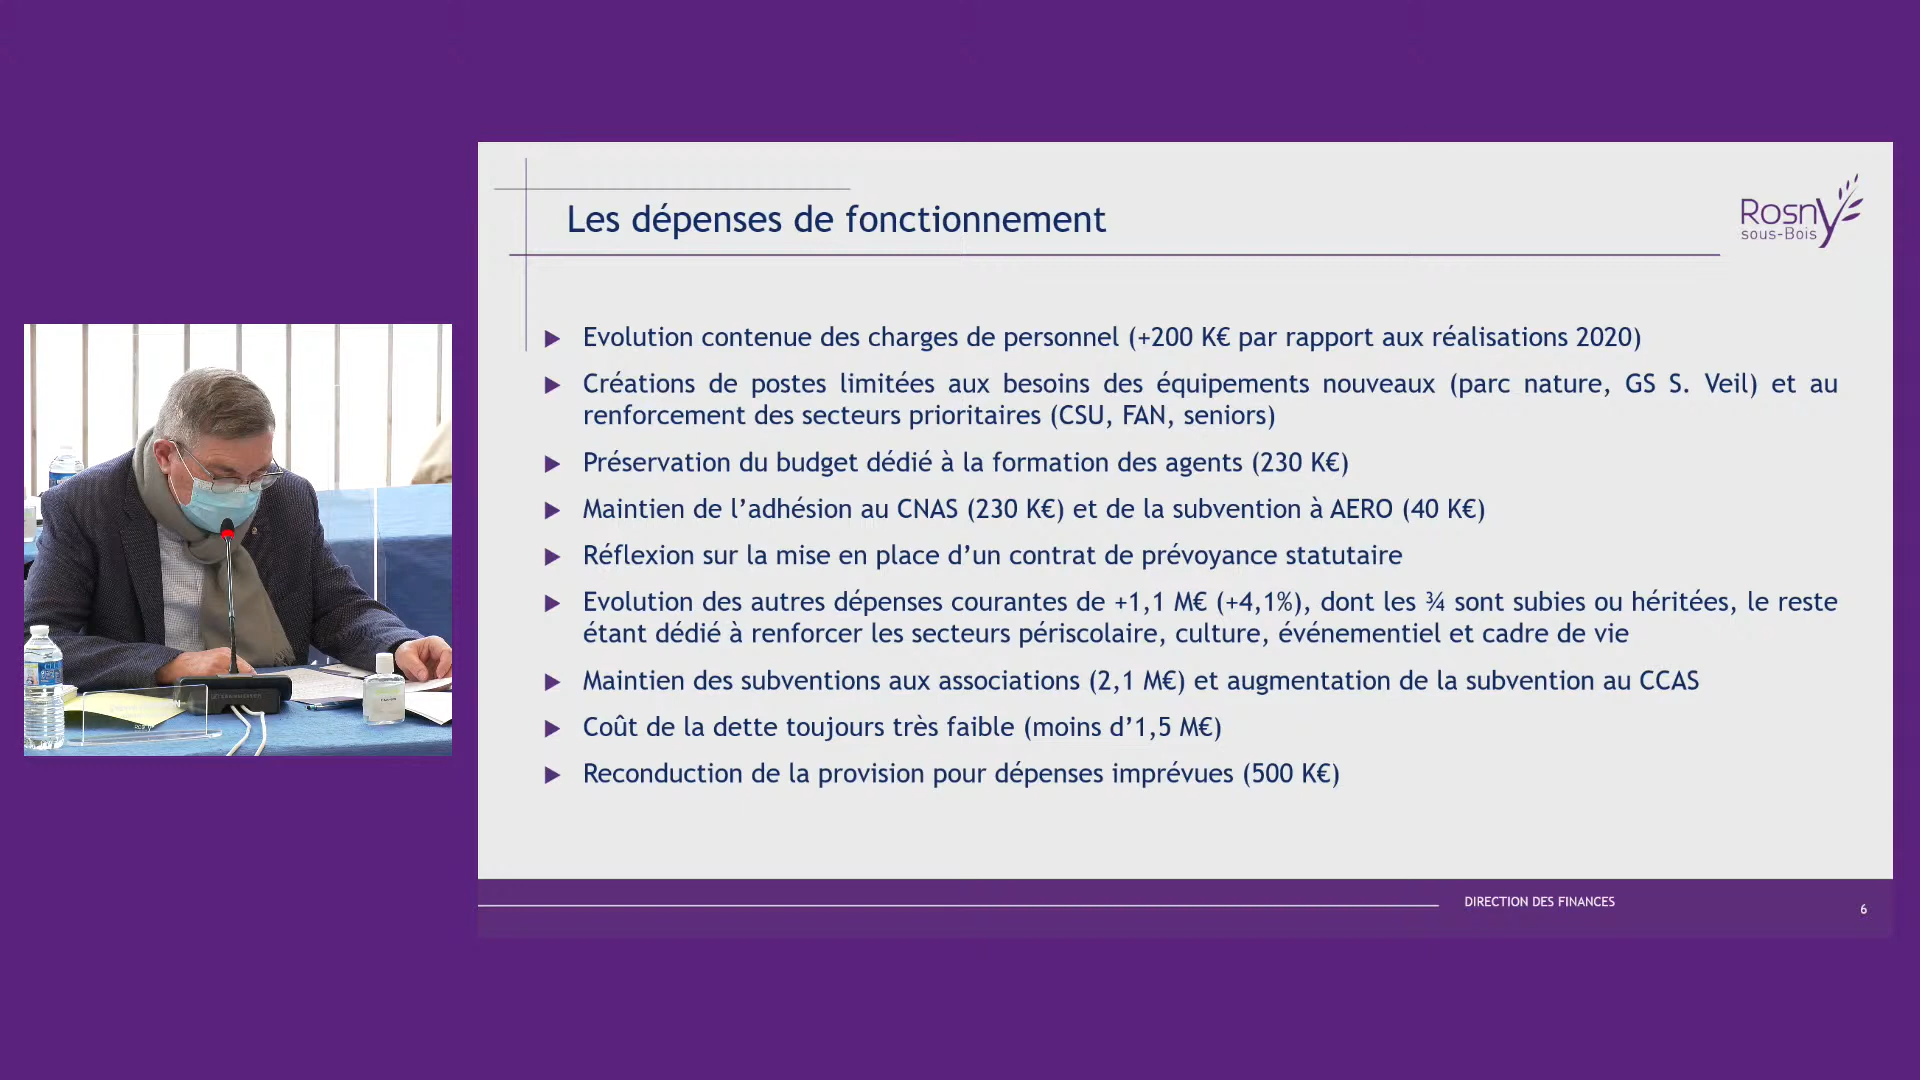 Les dépenses de fonctionnement
Rosny
sous-Bois
Evolution contenue des charges de personnel (+200 K€ par rapport aux réalisations 2020)
Créations de postes limitées aux besoins des équipements nouveaux (parc nature, GS S. Veil) et au
renforcement des secteurs prioritaires (CSU, FAN, seniors)
Préservation du budget dédié à la formation des agents (230 K€)
Maintien de l’adhésion au CNAS (230 K€) et de la subvention à AERO (40 K€)
Réflexion sur la mise en place d’un contrat de prévoyance statutaire
Evolution des autres dépenses courantes de +1,1 M€ (+4,1%), dont les ¾ sont subies ou héritées, le reste
étant dédié à renforcer les secteurs périscolaire, culture, événementiel et cadre de vie
Maintien des subventions aux associations (2,1 M€) et augmentation de la subvention au CCAS
Coût de la dette toujours très faible (moins d’1,5 M€)
Reconduction de la provision pour dépenses imprévues (500 K€)
DIRECTION DES FINANCES
6